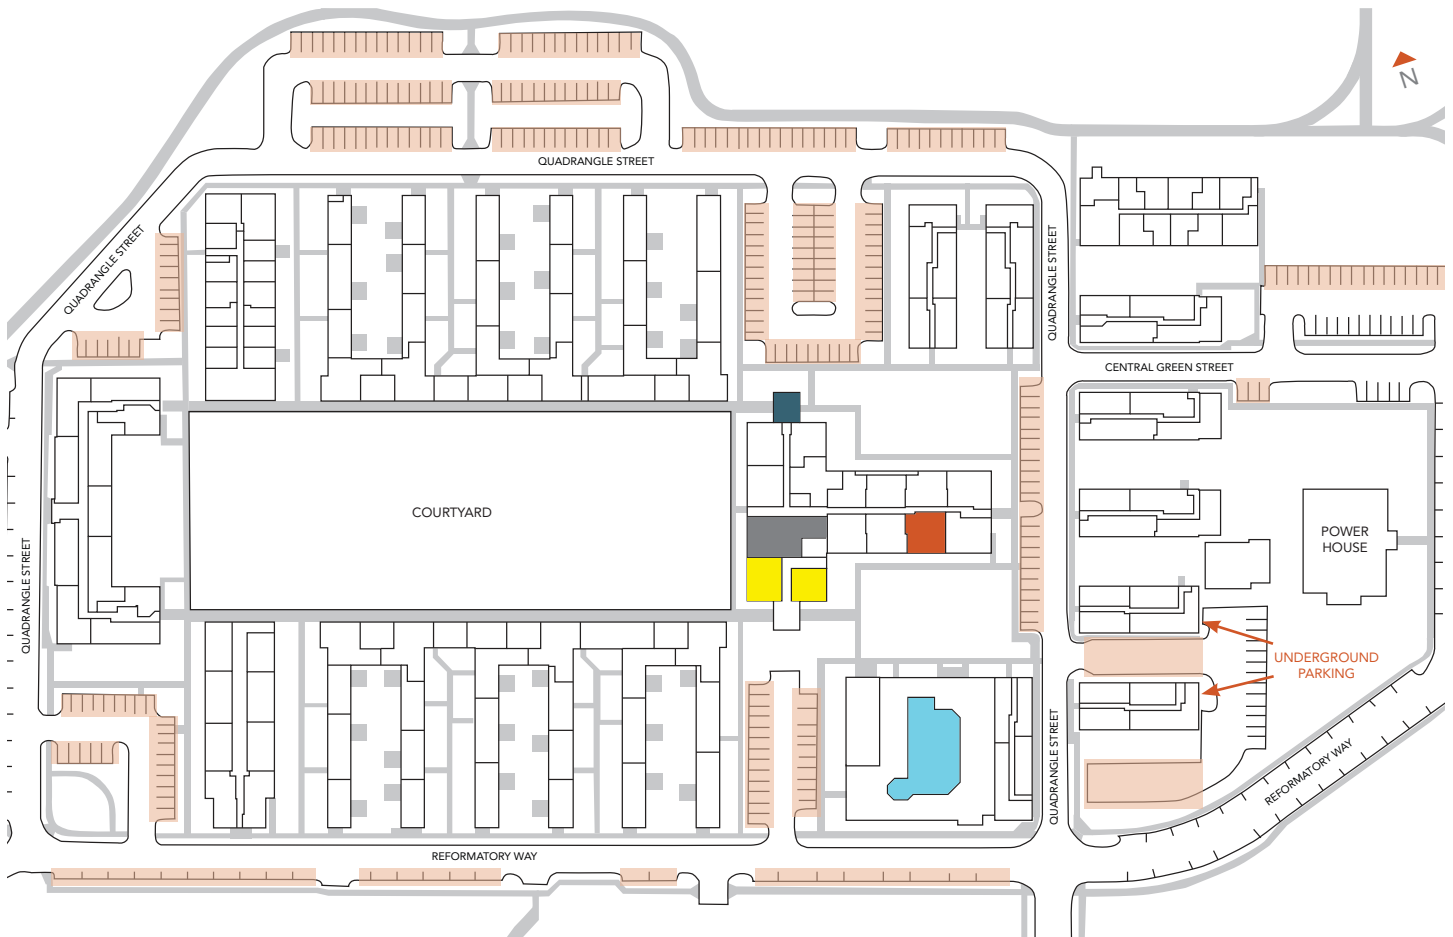 N
QUADRANGLE STREET
QUADRANGLE STREET
QUADRANGLE STREET
CENTRAL GREEN STREET
COURTYARD
POWER
HOUSE
QUADRANGLE STREET
UNDERGROUND
PARKING
QUADRANGLE STREET
REFORMATORY WAY
REFORMATORY WAY